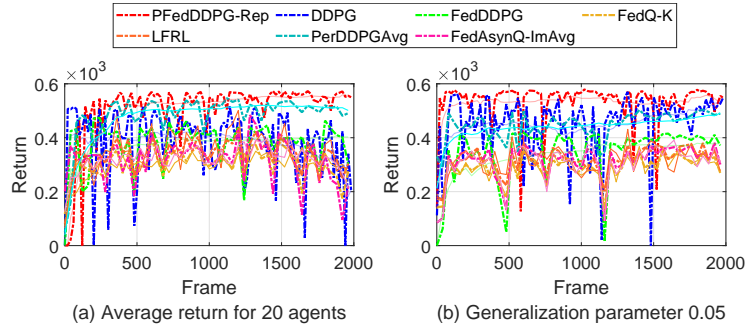 PFedDDPG-Rep DDPG FedDDPG FedQ-K
LFRL PerDDPGAvg FedAsynQ-ImAvg
×10³ ×10³
0.6 0.6
0.4 0.4
0.2 0.2
0 0
Return Return
0 500 1000 1500 2000 0 500 1000 1500 2000
Frame Frame
(a) Average return for 20 agents (b) Generalization parameter 0.05